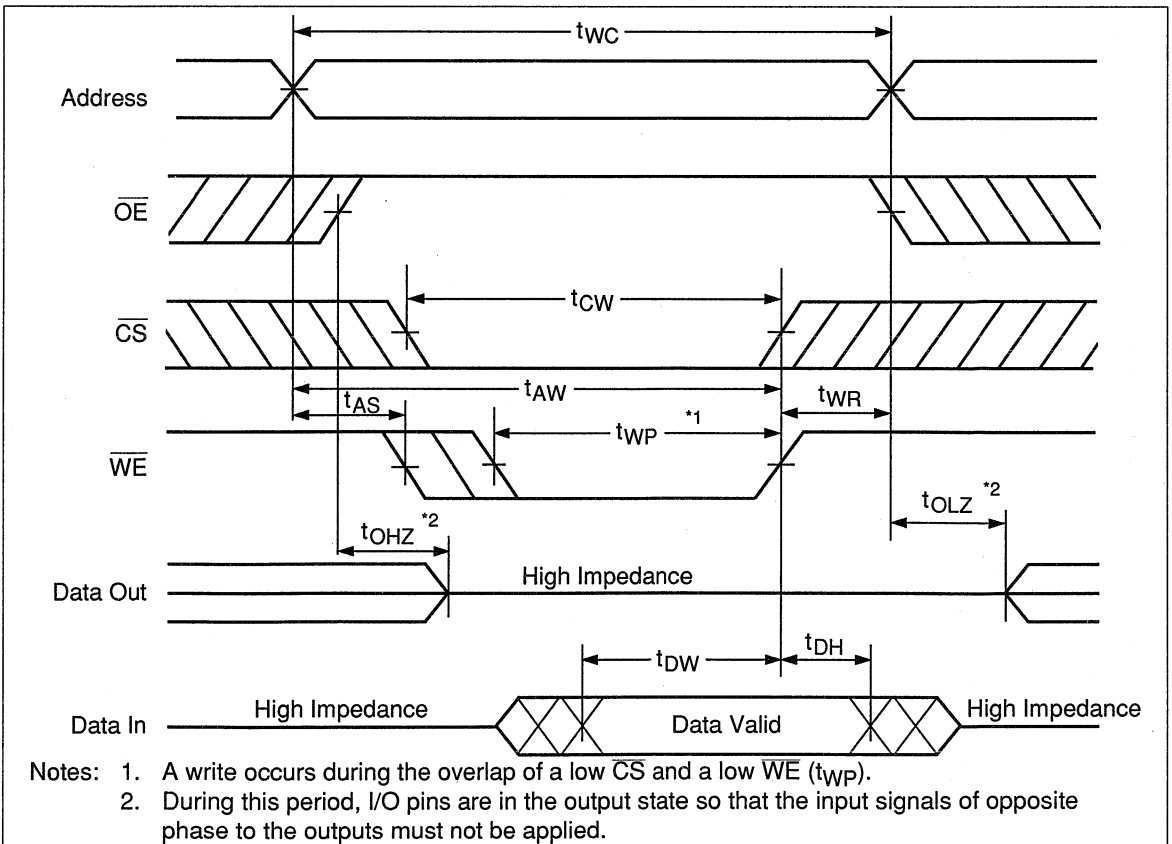 tWC
Address
OE
tCW
CS
tAW
tAS
tWR
tWP *1
WE
tOLZ *2
tOHZ *2
High Impedance
Data Out
tDH
tDW
High Impedance
Data Valid
High Impedance
Data In
Notes: 1. A write occurs during the overlap of a low C̅S̅ and a low W̅E̅ (tWP).
2. During this period, I/O pins are in the output state so that the input signals of opposite
phase to the outputs must not be applied.